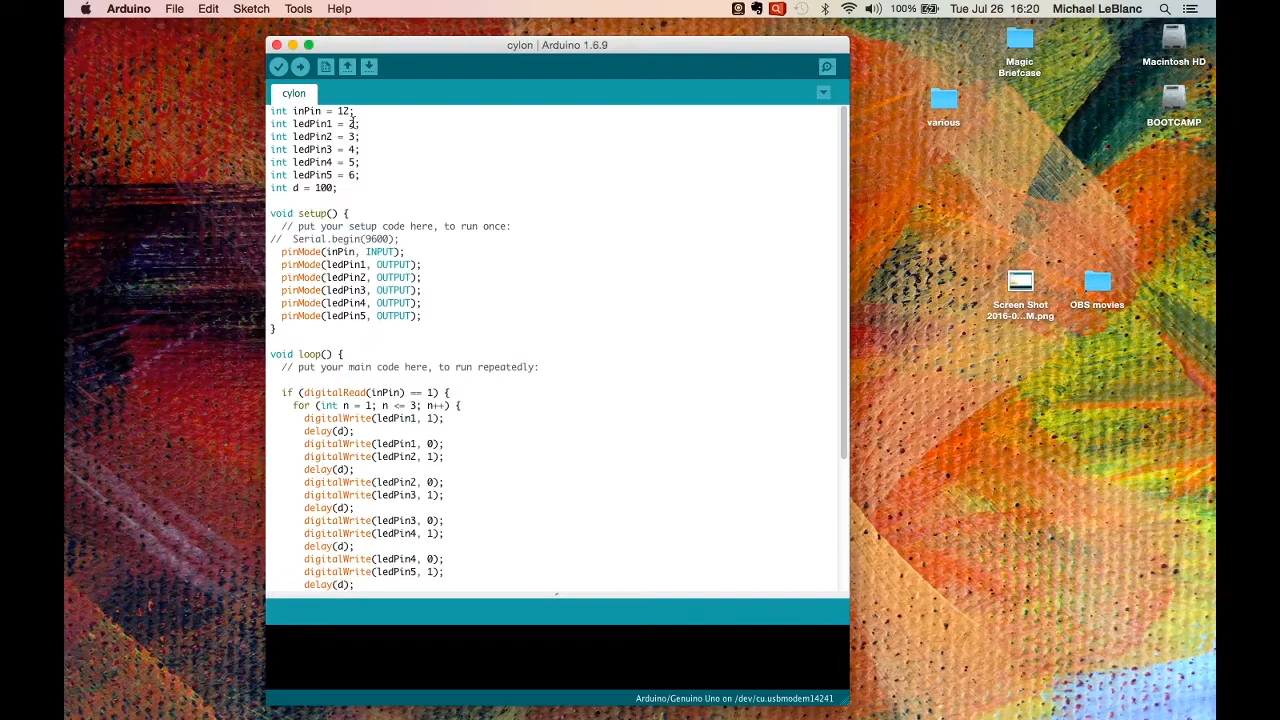 Arduino File Edit Sketch Tools Help 100% Tue Jul 26 16:20 Michael LeBlanc
cylon | Arduino 1.6.9
cylon
int inPin = 12;
int ledPin1 = 2;
int ledPin2 = 3;
int ledPin3 = 4;
int ledPin4 = 5;
int ledPin5 = 6;
int d = 100;
void setup() {
// put your setup code here, to run once:
// Serial.begin(9600);
pinMode(inPin, INPUT);
pinMode(ledPin1, OUTPUT);
pinMode(ledPin2, OUTPUT);
pinMode(ledPin3, OUTPUT);
pinMode(ledPin4, OUTPUT);
pinMode(ledPin5, OUTPUT);
}
void loop() {
// put your main code here, to run repeatedly:
if (digitalRead(inPin) == 1) {
for (int n = 1; n <= 3; n++) {
digitalWrite(ledPin1, 1);
delay(d);
digitalWrite(ledPin1, 0);
digitalWrite(ledPin2, 1);
delay(d);
digitalWrite(ledPin2, 0);
digitalWrite(ledPin3, 1);
delay(d);
digitalWrite(ledPin3, 0);
digitalWrite(ledPin4, 1);
delay(d);
digitalWrite(ledPin4, 0);
digitalWrite(ledPin5, 1);
delay(d);
Arduino/Genuino Uno on /dev/cu.usbmodem14241
Magic
Briefcase
Macintosh HD
various
BOOTCAMP
Screen Shot
2016-0...M.png
OBS movies